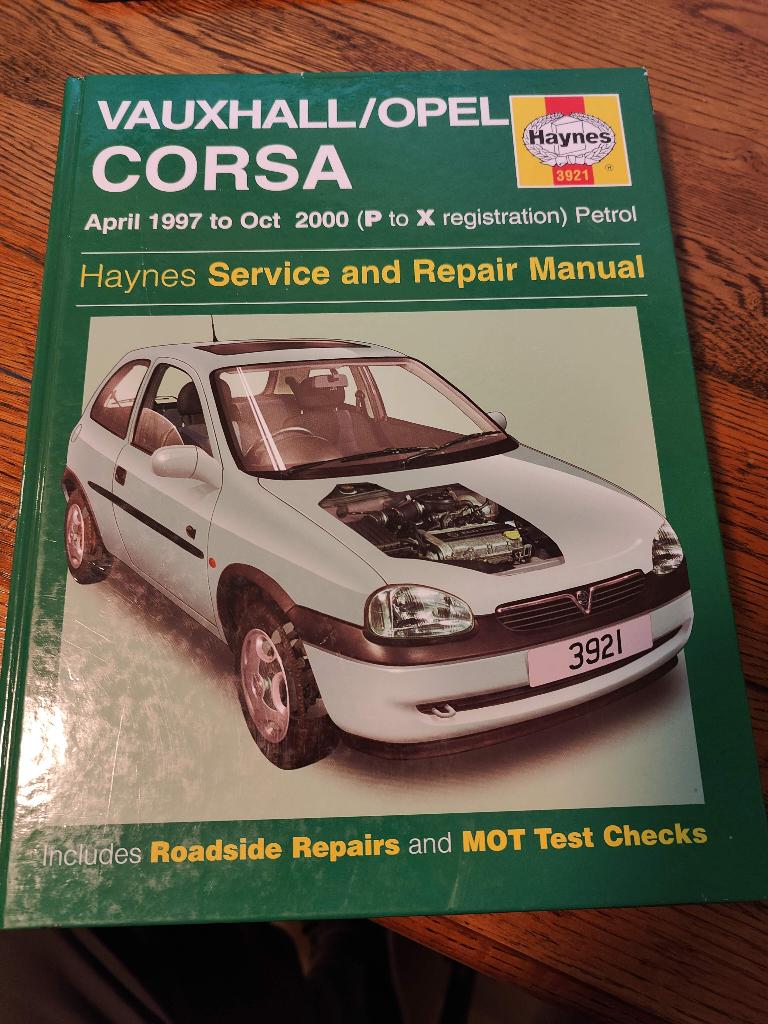 VAUXHALL/OPEL
CORSA
Haynes
3921
April 1997 to Oct 2000 (P to X registration) Petrol
Haynes Service and Repair Manual
3921
Includes Roadside Repairs and MOT Test Checks